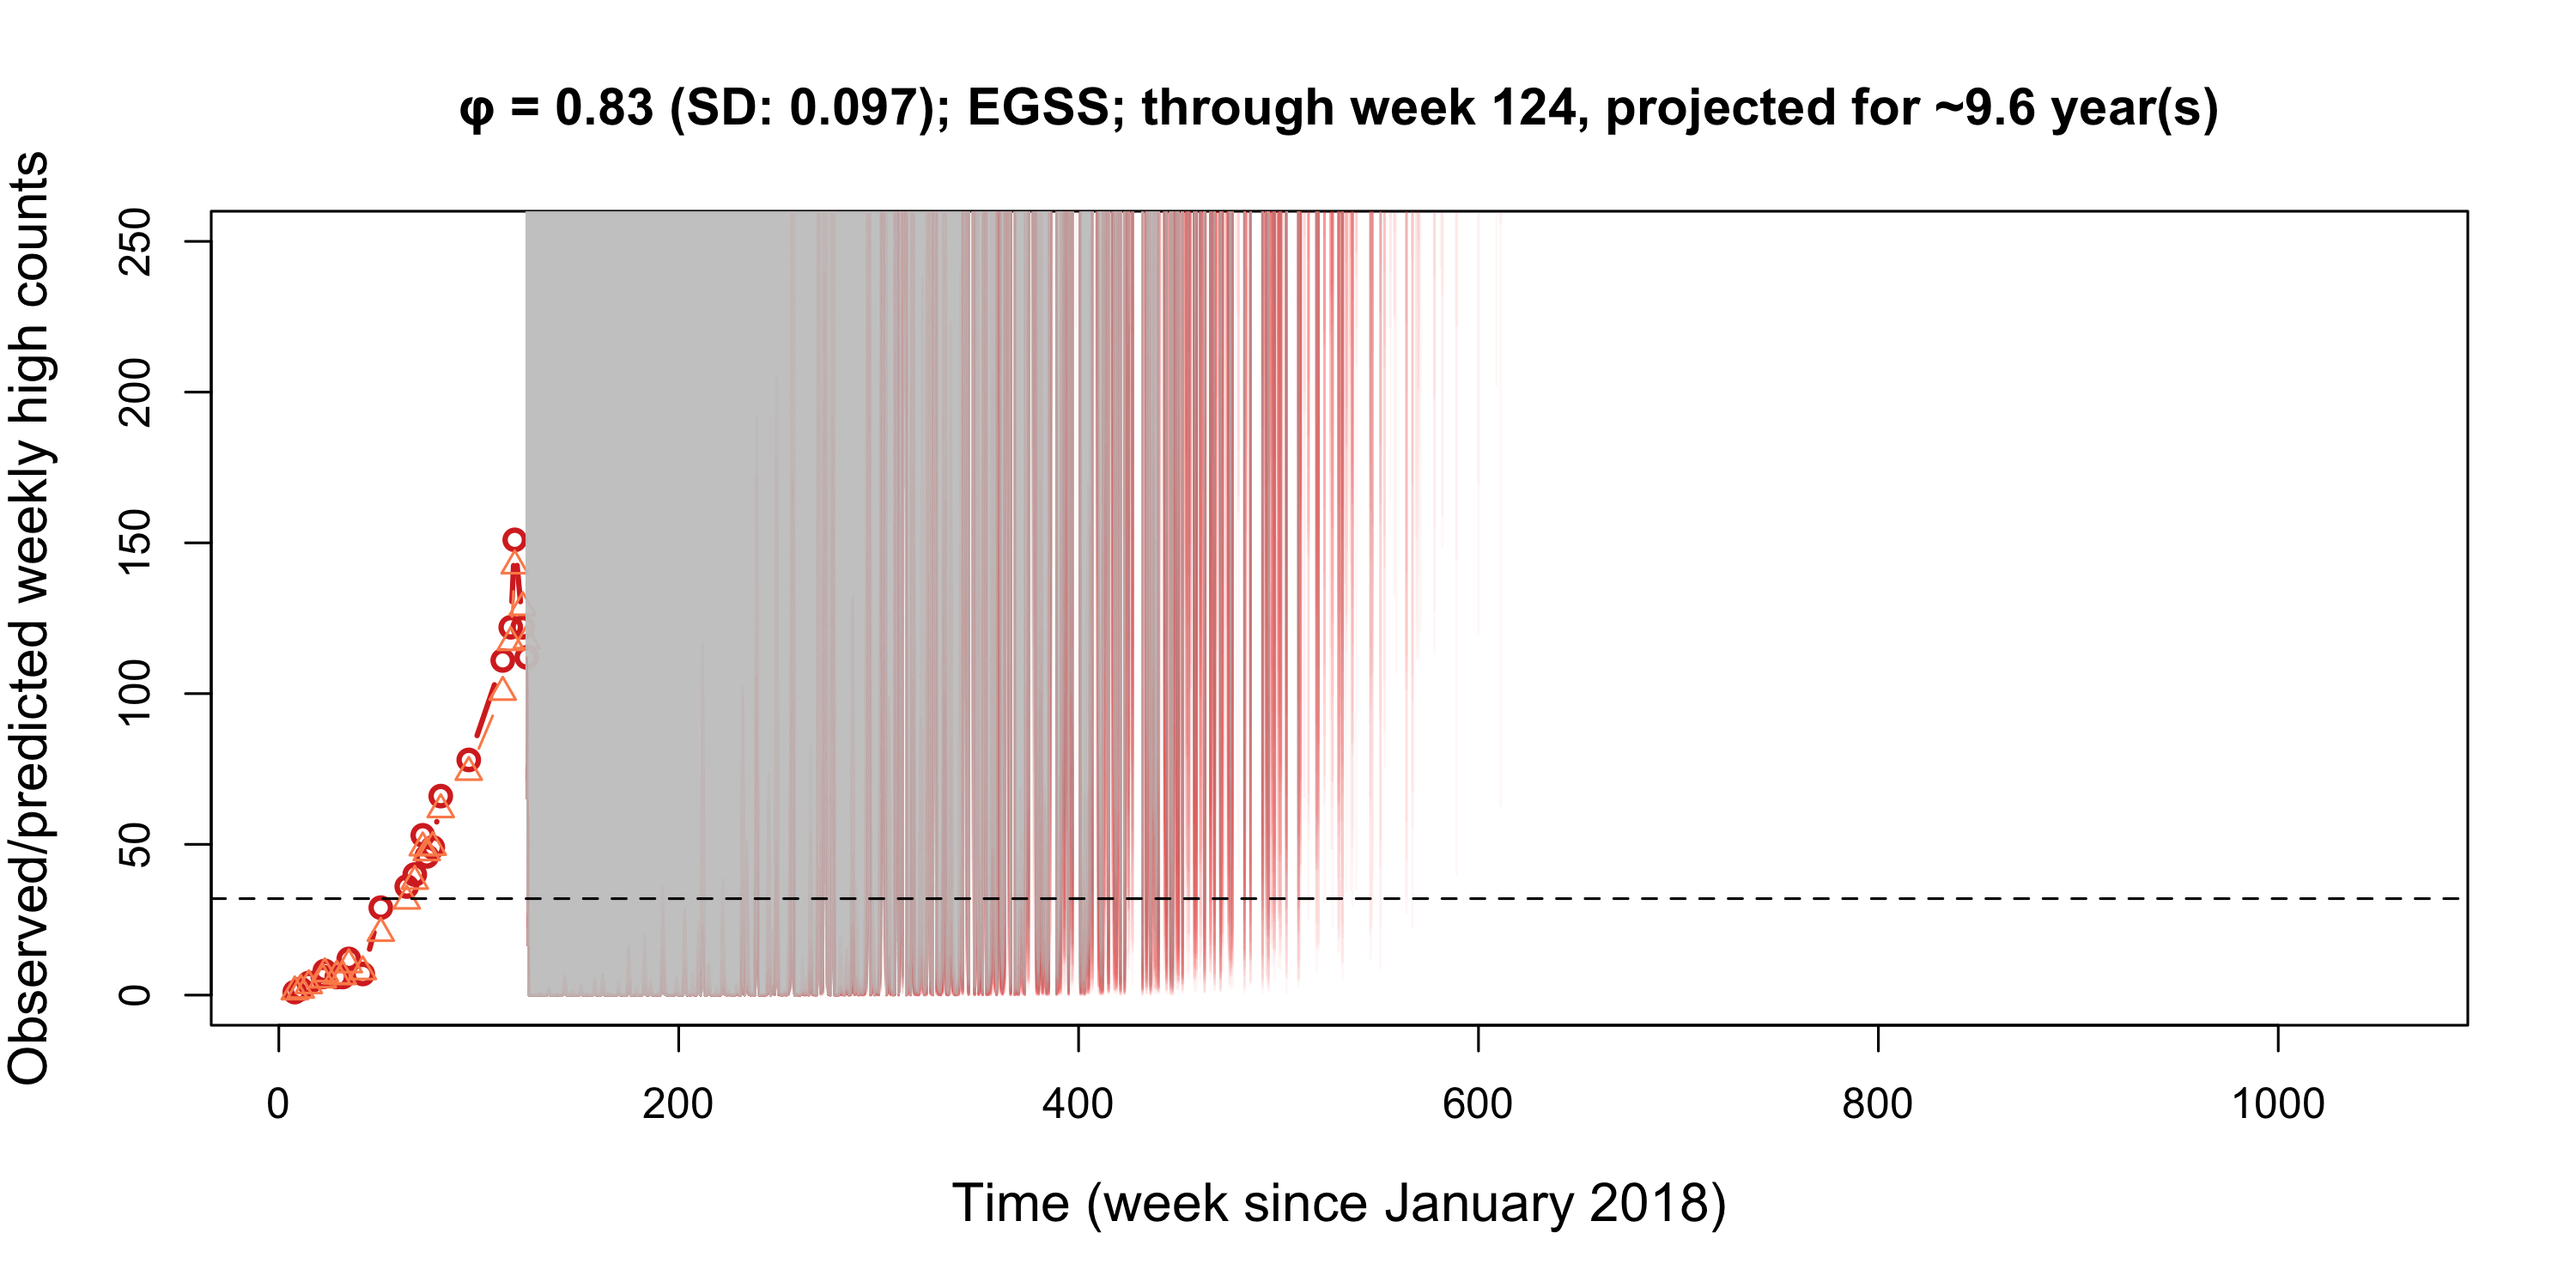 φ = 0.83 (SD: 0.097); EGSS; through week 124, projected for ~9.6 year(s)
Observed/predicted weekly high counts
250
200
150
100
50
0
0 200 400 600 800 1000
Time (week since January 2018)